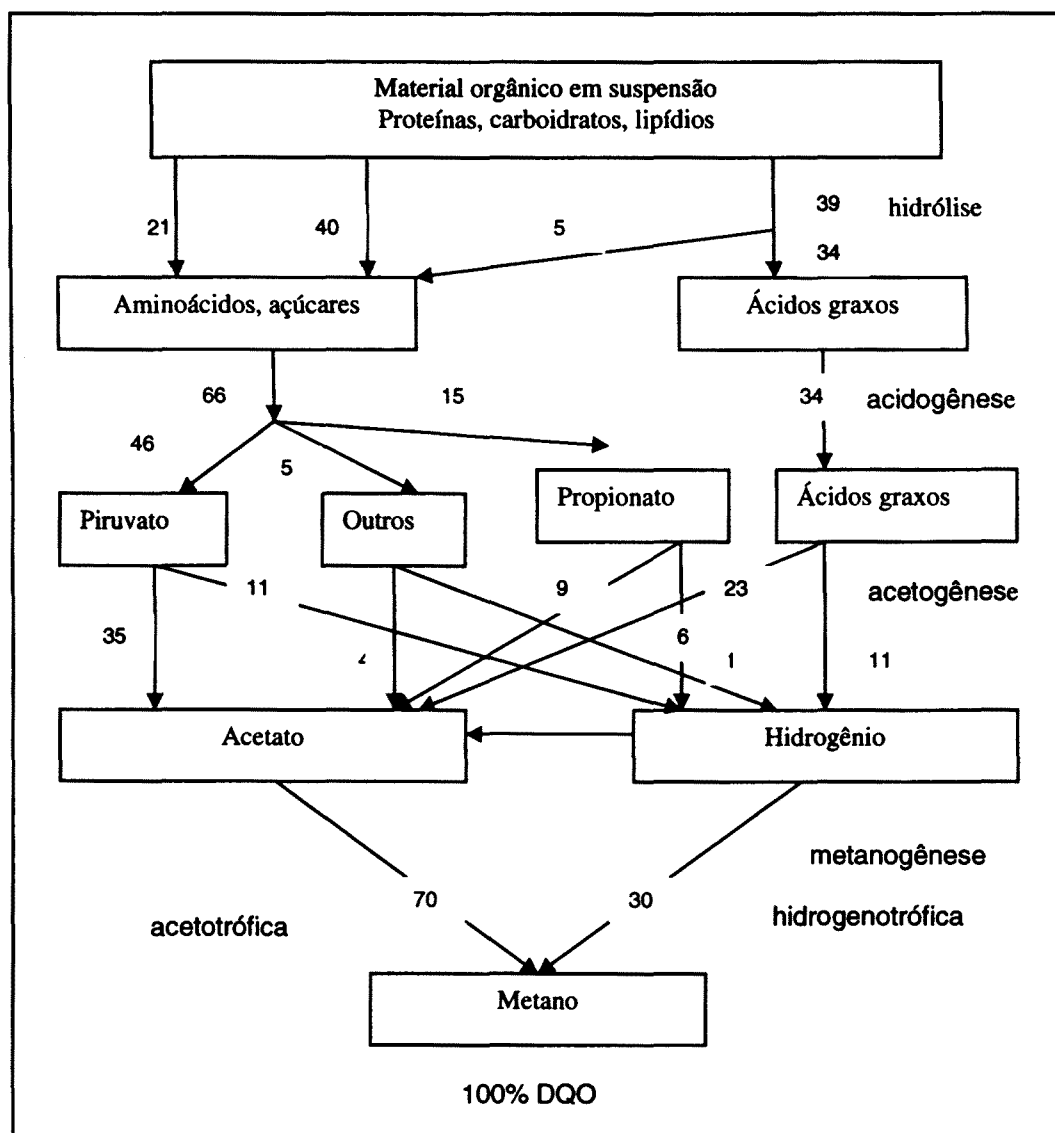 Material orgânico em suspensão
Proteínas, carboidratos, lipídios
39
hidrólise
21
40
5
34
Aminoácidos, açúcares
Ácidos graxos
66
15
34
acidogênese
46
5
Piruvato
Outros
Propionato
Ácidos graxos
11
9
23
acetogênese
35
6
1
11
Acetato
Hidrogênio
metanogênese
70
30
hidrogenotrófica
acetotrófica
Metano
100% DQO